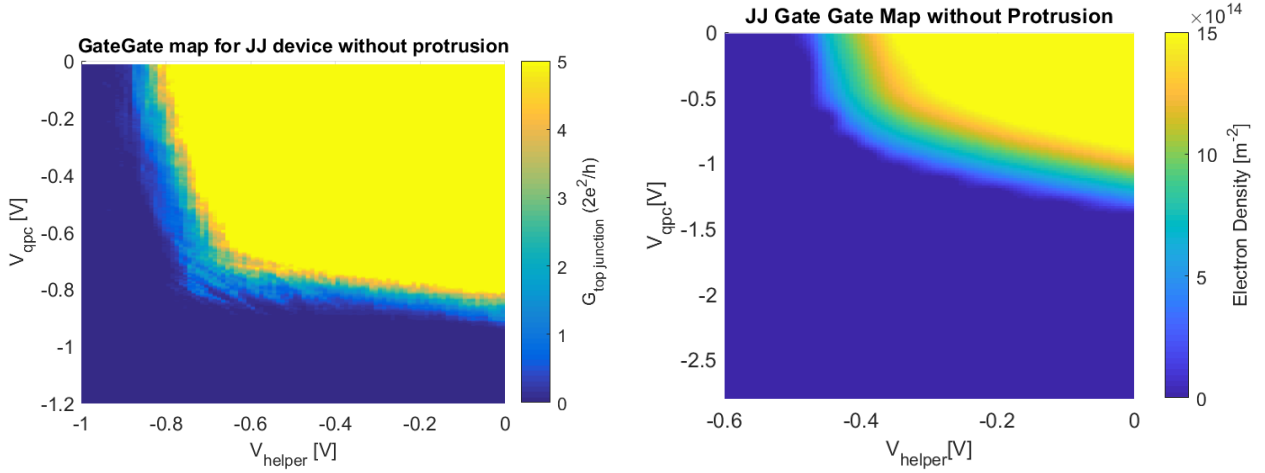 GateGate map for JJ device without protrusion
0
-0.2
-0.4
-0.6
-0.8
-1
-1.2
V_qpc [V]
-1 -0.8 -0.6 -0.4 -0.2 0
V_helper [V]
5
4
3
2
1
0
G_top junction (2e^2/h)
JJ Gate Gate Map without Protrusion
0
-0.5
-1
-1.5
-2
-2.5
V_qpc[V]
-0.6 -0.4 -0.2 0
V_helper[V]
×10^14
15
10
5
0
Electron Density [m^-2]